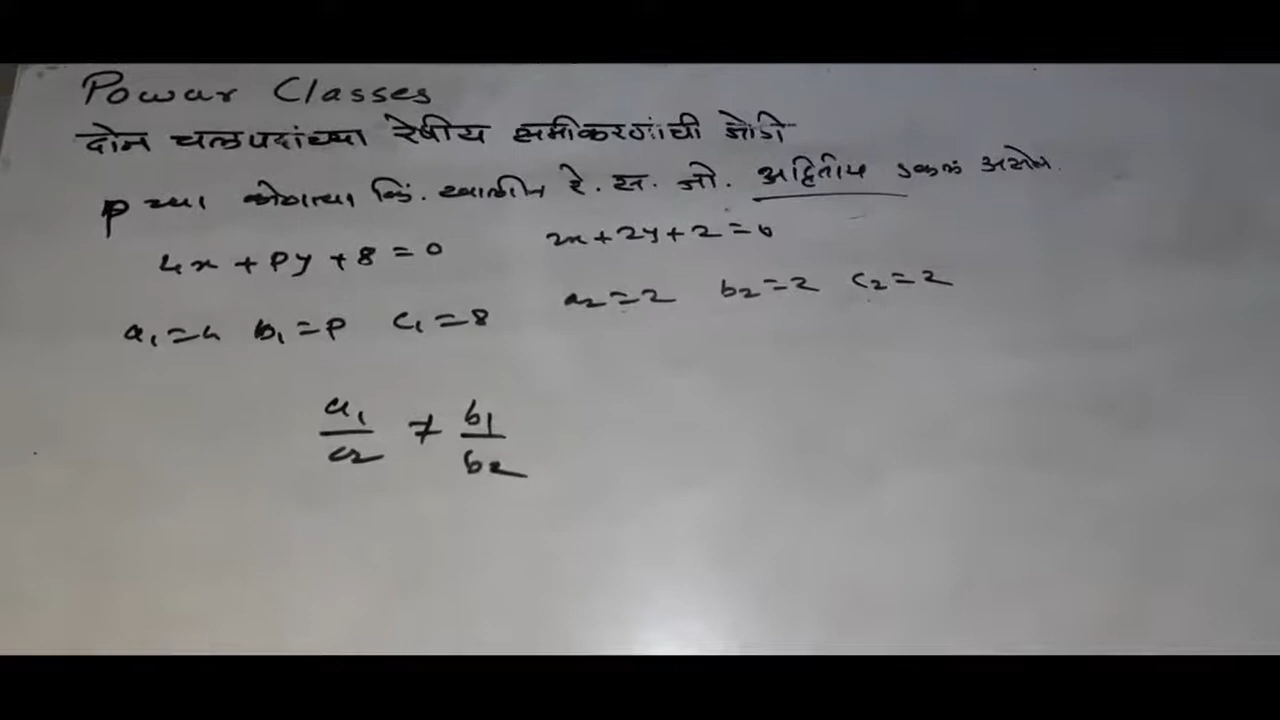 Powar Classes
दोन चलपदांच्या रेषीय समीकरणांची जोडी
p च्या कोणत्या किं. खालील रे. स. जो. अद्वितीय उकल असेल.
4x + Py + 8 = 0 2x + 2y + 2 = 0
a₁ = 4 b₁ = P c₁ = 8 a₂ = 2 b₂ = 2 c₂ = 2
a₁/a₂ ≠ b₁/b₂